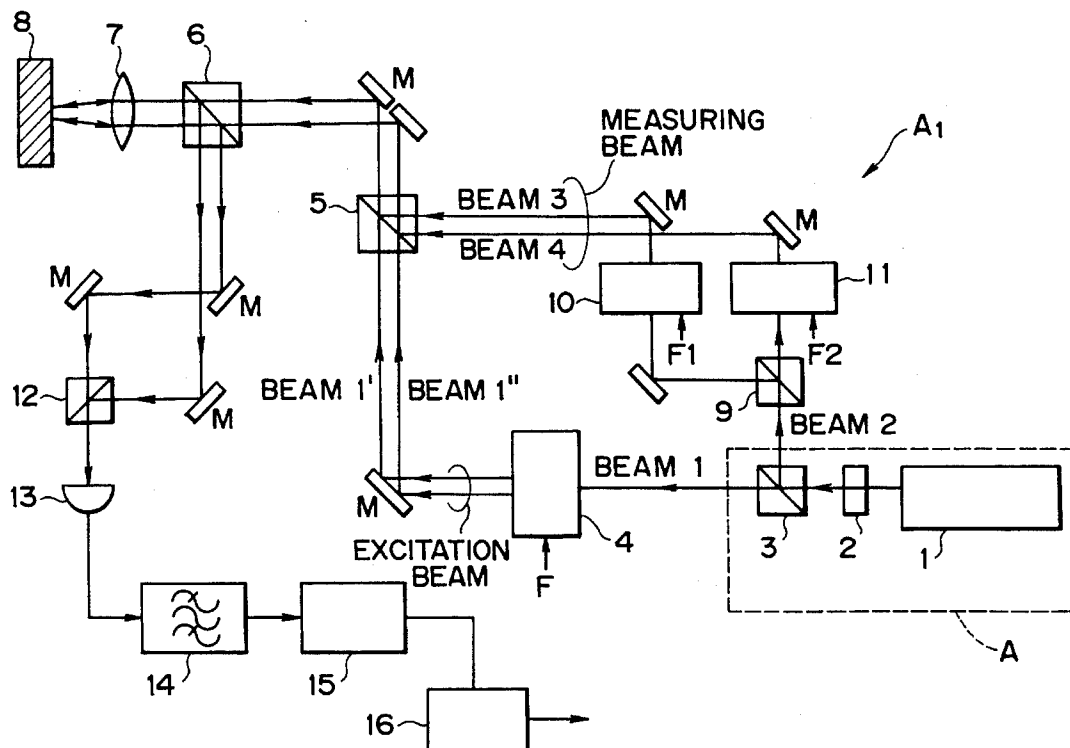 8
7
6
M
MEASURING
BEAM
A1
5
BEAM 3
M
M
BEAM 4
10
11
M
M
F1
F2
12
BEAM 1'
BEAM 1"
M
9
BEAM 2
13
M
BEAM 1
EXCITATION
BEAM
F
4
3
2
1
A
14
15
16